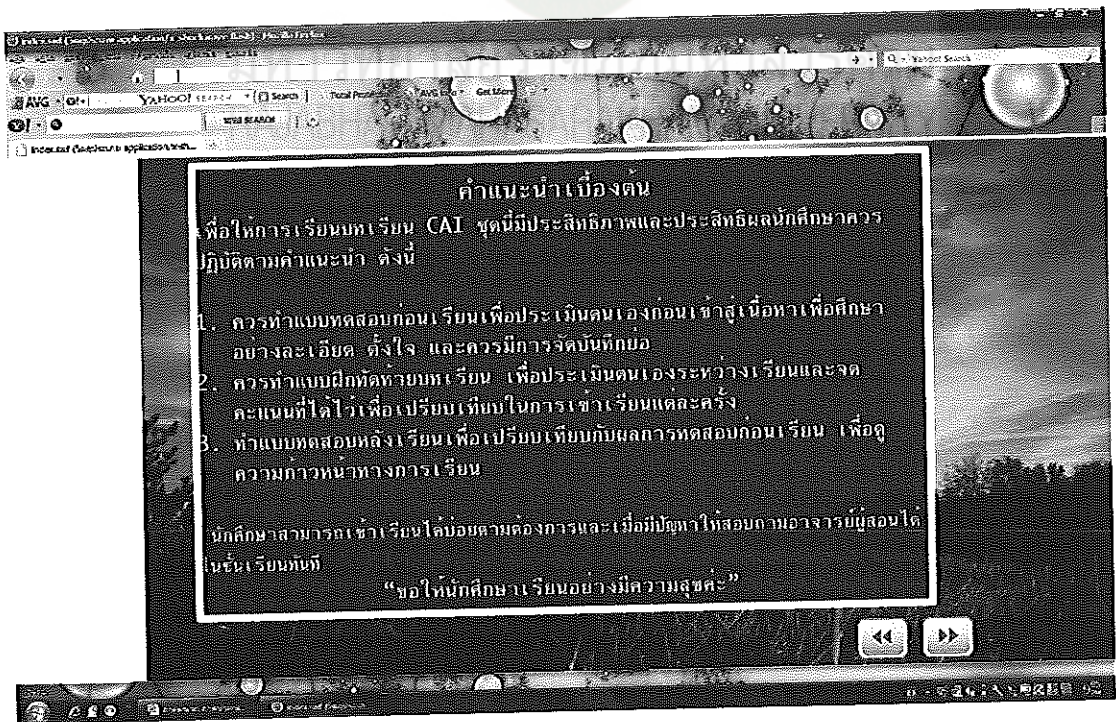 index.swf (application/x-shockwave-flash) - Mozilla Firefox
Yahoo! Search
AVG
YAHOO! SEARCH Search Get More
WEB SEARCH
คำแนะนำเบื้องต้น
เพื่อให้การเรียนบทเรียน CAI ชุดนี้มีประสิทธิภาพและประสิทธิผลนักศึกษาควร
ปฏิบัติตามคำแนะนำ ดังนี้
1. ควรทำแบบทดสอบก่อนเรียนเพื่อประเมินตนเองก่อนเข้าสู่เนื้อหาเพื่อศึกษา
อย่างละเอียด ตั้งใจ และควรมีการจดบันทึกย่อ
2. ควรทำแบบฝึกหัดท้ายบทเรียน เพื่อประเมินตนเองระหว่างเรียนและจด
คะแนนที่ได้ไว้เพื่อเปรียบเทียบในการเข้าเรียนแต่ละครั้ง
3. ทำแบบทดสอบหลังเรียนเพื่อเปรียบเทียบกับผลการทดสอบก่อนเรียน เพื่อดู
ความก้าวหน้าทางการเรียน
นักศึกษาสามารถเข้าเรียนได้บ่อยตามต้องการและเมื่อมีปัญหาให้สอบถามอาจารย์ผู้สอนได้
ในชั้นเรียนทันที
“ขอให้นักศึกษาเรียนอย่างมีความสุขค่ะ”